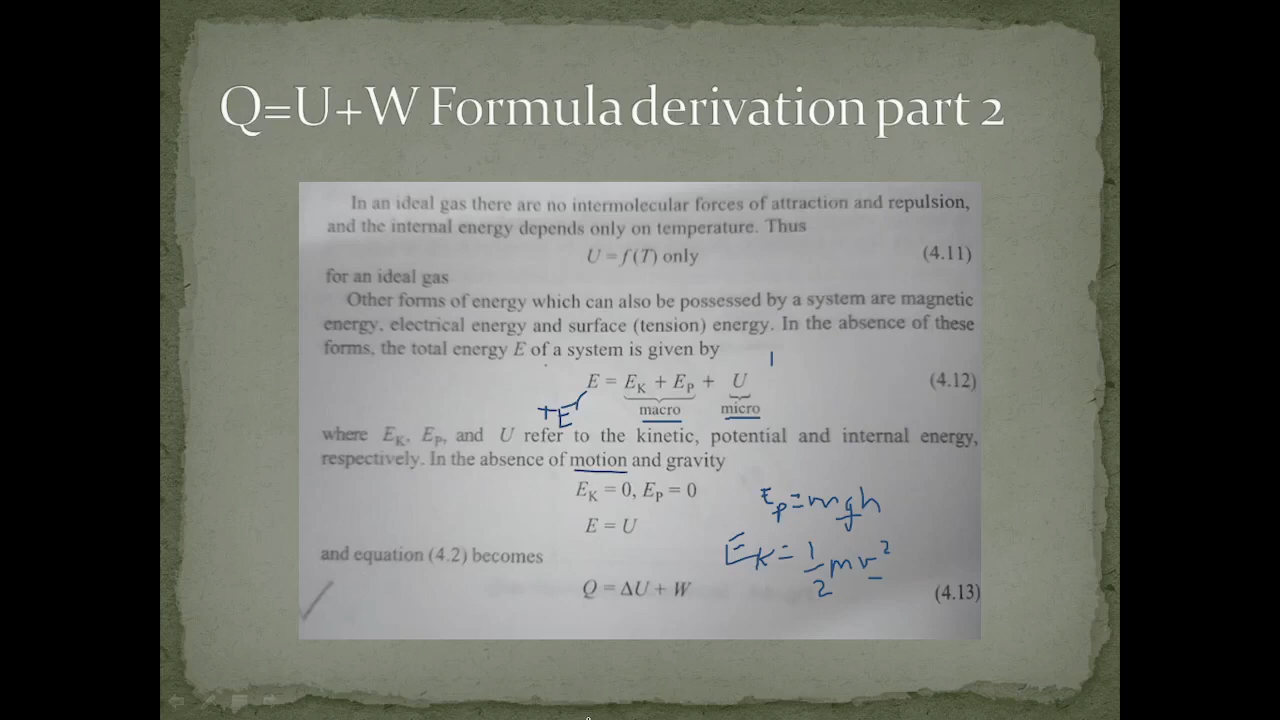 Q=U+W Formula derivation part 2
In an ideal gas there are no intermolecular forces of attraction and repulsion,
and the internal energy depends only on temperature. Thus
U = f(T) only (4.11)
for an ideal gas
Other forms of energy which can also be possessed by a system are magnetic
energy, electrical energy and surface (tension) energy. In the absence of these
forms, the total energy E of a system is given by
E = E_K + E_P + U (4.12)
macro micro
TE
where E_K, E_P, and U refer to the kinetic, potential and internal energy,
respectively. In the absence of motion and gravity
E_K = 0, E_P = 0
E_p = mgh
E = U
E_K = 1/2 mv²
and equation (4.2) becomes
Q = ΔU + W (4.13)